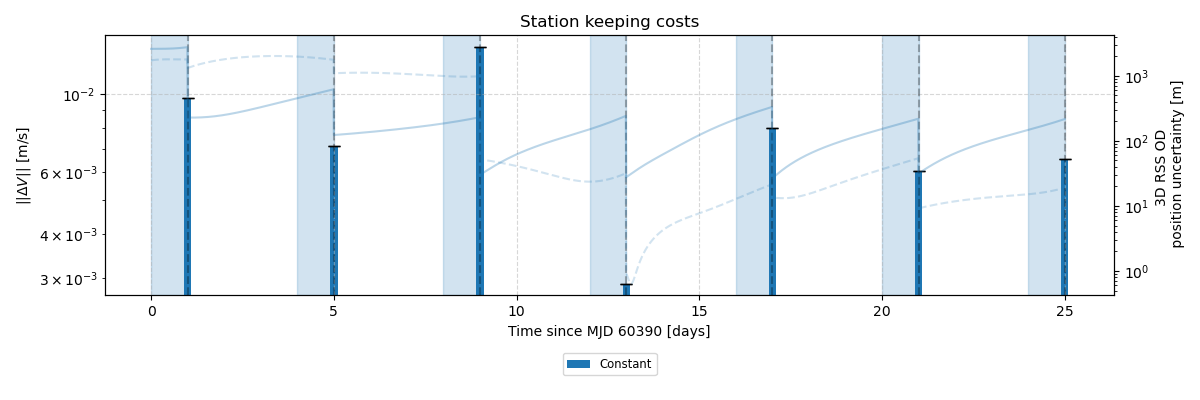 Station keeping costs
||ΔV|| [m/s]
10⁻²
6 × 10⁻³
4 × 10⁻³
3 × 10⁻³
10³
10²
10¹
10⁰
3D RSS OD
position uncertainty [m]
0 5 10 15 20 25
Time since MJD 60390 [days]
Constant